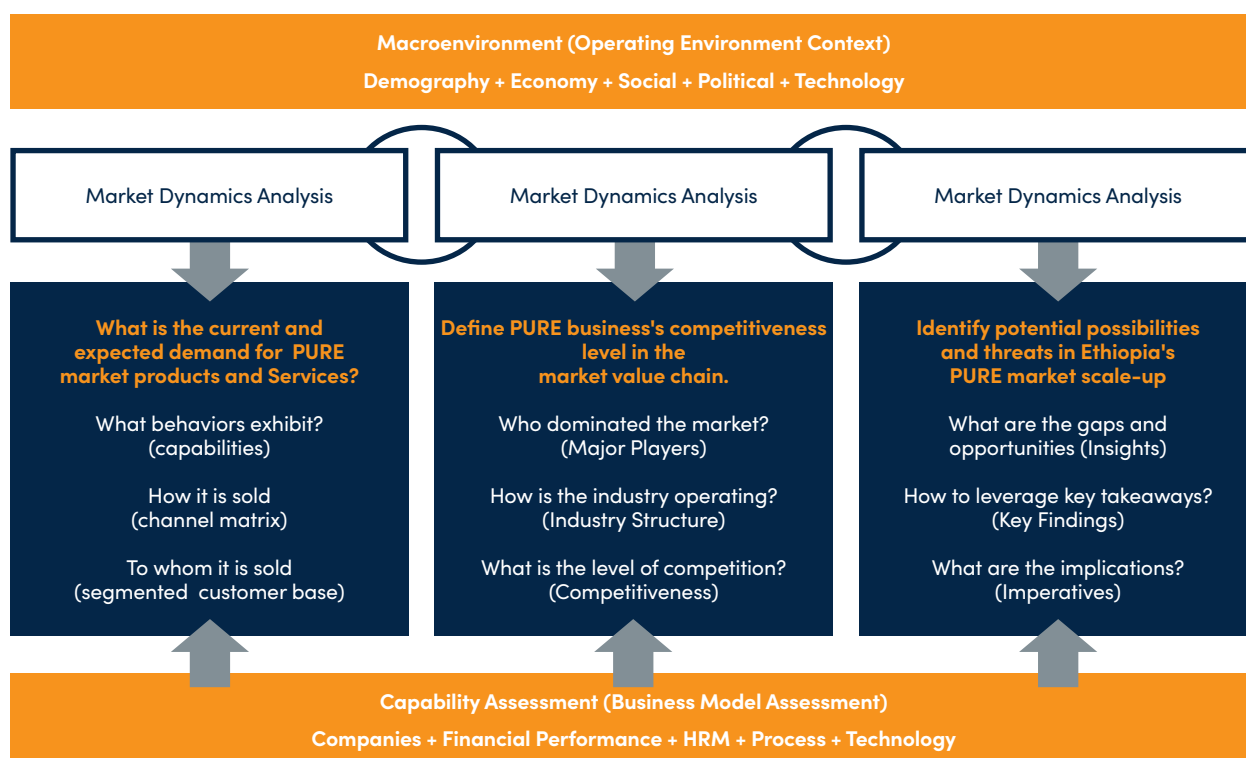 Macroenvironment (Operating Environment Context)
Demography + Economy + Social + Political + Technology
Market Dynamics Analysis
Market Dynamics Analysis
Market Dynamics Analysis
What is the current and
expected demand for PURE
market products and Services?
What behaviors exhibit?
(capabilities)
How it is sold
(channel matrix)
To whom it is sold
(segmented customer base)
Define PURE business's competitiveness
level in the
market value chain.
Who dominated the market?
(Major Players)
How is the industry operating?
(Industry Structure)
What is the level of competition?
(Competitiveness)
Identify potential possibilities
and threats in Ethiopia's
PURE market scale-up
What are the gaps and
opportunities (Insights)
How to leverage key takeaways?
(Key Findings)
What are the implications?
(Imperatives)
Capability Assessment (Business Model Assessment)
Companies + Financial Performance + HRM + Process + Technology